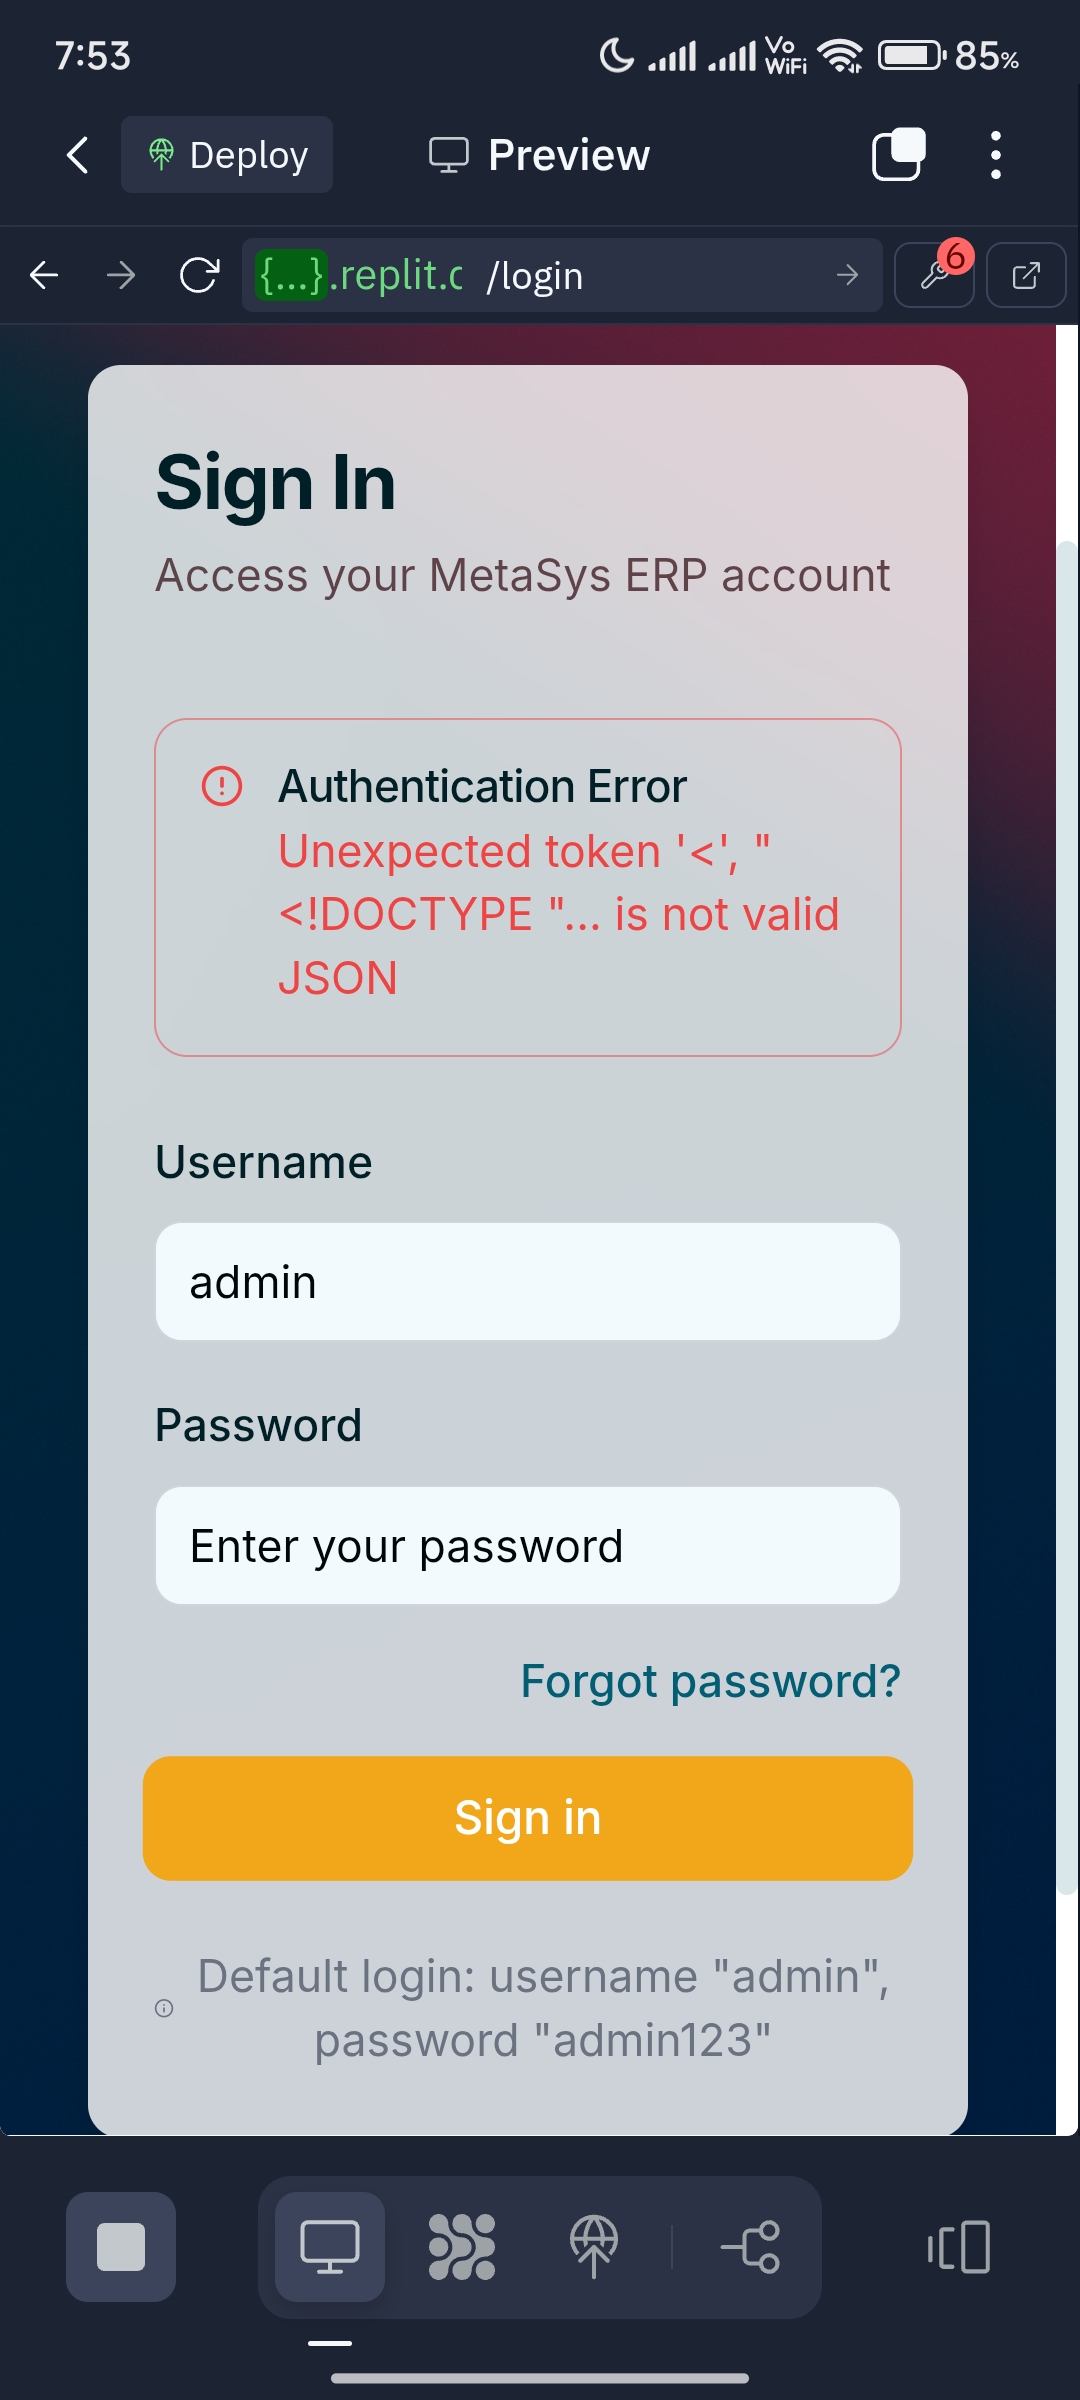 7:53
Vo
WiFi
85%
Deploy
Preview
{...}.replit.c /login
6
Sign In
Access your MetaSys ERP account
Authentication Error
Unexpected token '<', "
<!DOCTYPE "... is not valid
JSON
Username
admin
Password
Enter your password
Forgot password?
Sign in
Default login: username "admin",
password "admin123"